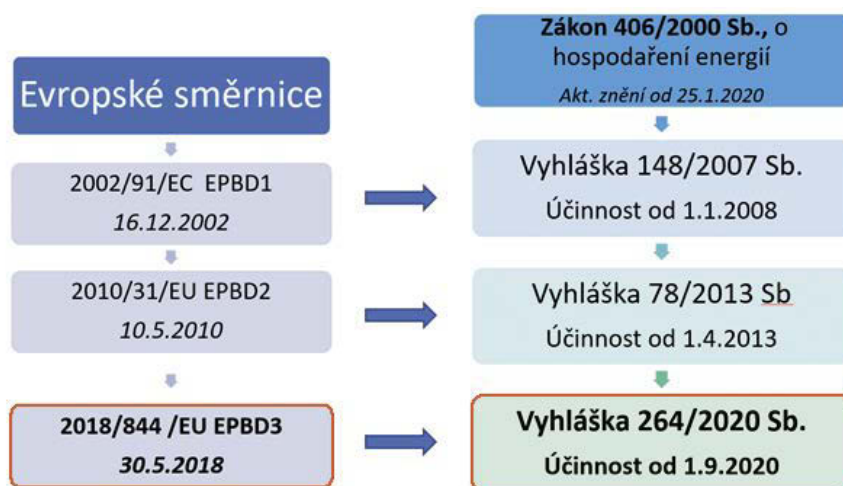 Evropské směrnice
2002/91/EC EPBD1
16.12.2002
2010/31/EU EPBD2
10.5.2010
2018/844 /EU EPBD3
30.5.2018
Zákon 406/2000 Sb., o
hospodaření energií
Akt. znění od 25.1.2020
Vyhláška 148/2007 Sb.
Účinnost od 1.1.2008
Vyhláška 78/2013 Sb
Účinnost od 1.4.2013
Vyhláška 264/2020 Sb.
Účinnost od 1.9.2020